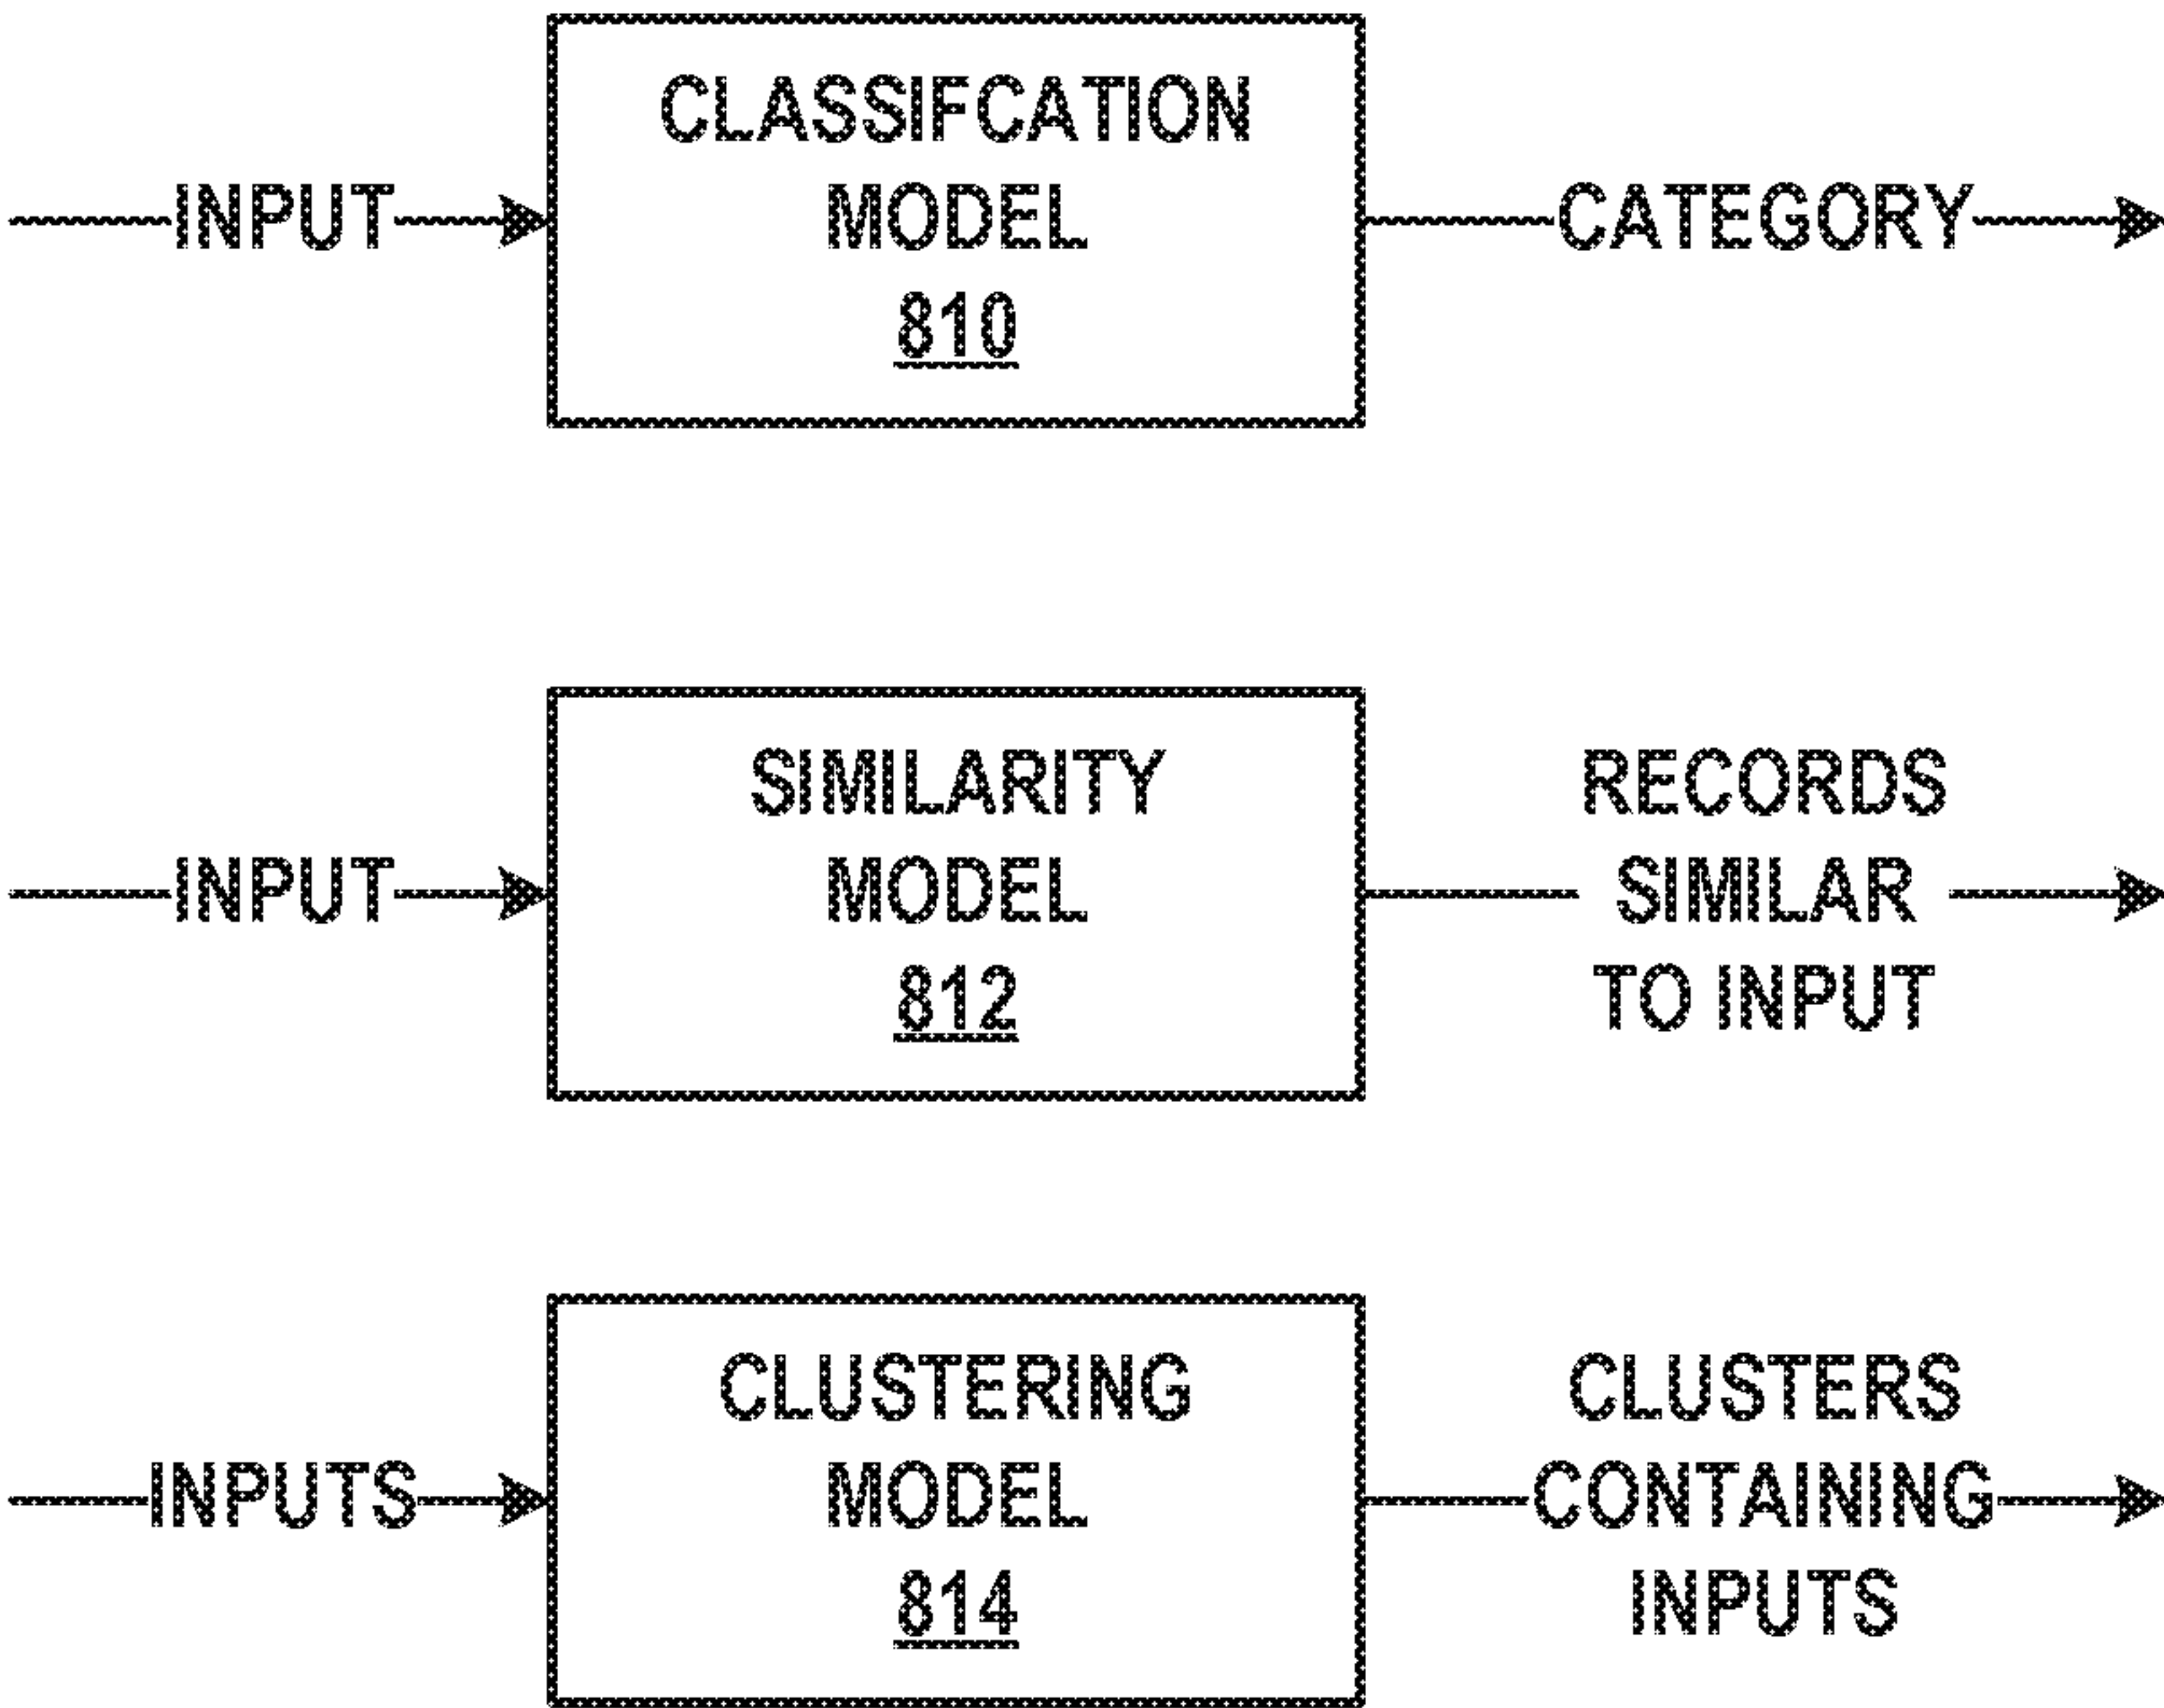 CLASSIFCATION
MODEL
810
INPUT
CATEGORY
SIMILARITY
MODEL
812
INPUT
RECORDS
SIMILAR
TO INPUT
CLUSTERING
MODEL
814
INPUTS
CLUSTERS
CONTAINING
INPUTS